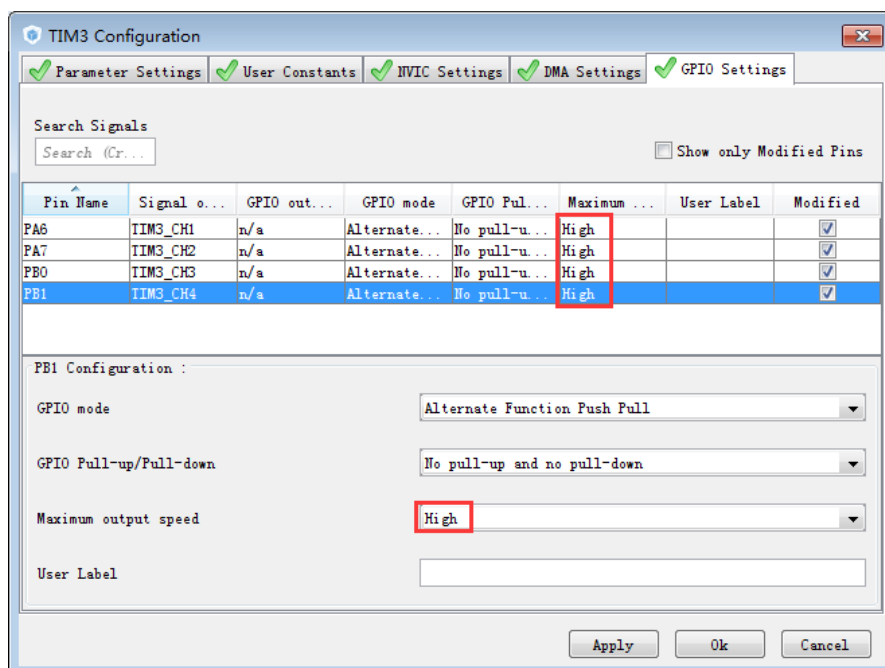 TIM3 Configuration
Parameter Settings User Constants NVIC Settings DMA Settings GPIO Settings
Search Signals
Search (Cr...
Show only Modified Pins
Pin Name Signal o... GPIO out... GPIO mode GPIO Pul... Maximum ... User Label Modified
PA6 TIM3_CH1 n/a Alternate... No pull-u... High
PA7 TIM3_CH2 n/a Alternate... No pull-u... High
PB0 TIM3_CH3 n/a Alternate... No pull-u... High
PB1 TIM3_CH4 n/a Alternate... No pull-u... High
PB1 Configuration :
GPIO mode Alternate Function Push Pull
GPIO Pull-up/Pull-down No pull-up and no pull-down
Maximum output speed High
User Label
Apply Ok Cancel